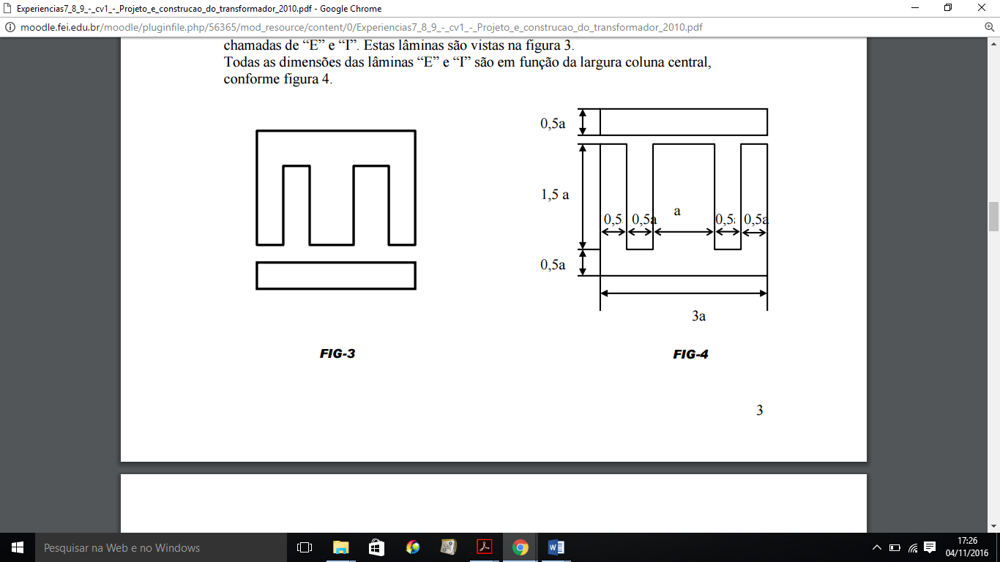 Experiencias7_8_9_-_cv1_-_Projeto_e_construcao_do_transformador_2010.pdf - Google Chrome
moodle.fei.edu.br/moodle/pluginfile.php/56365/mod_resource/content/0/Experiencias7_8_9_-_cv1_-_Projeto_e_construcao_do_transformador_2010.pdf
chamadas de “E” e “I”. Estas lâminas são vistas na figura 3.
Todas as dimensões das lâminas “E” e “I” são em função da largura coluna central,
conforme figura 4.
0,5a
1,5 a
0,5 0,5a a 0,5 0,5a
0,5a
3a
FIG-3
FIG-4
3
Pesquisar na Web e no Windows
17:26
04/11/2016